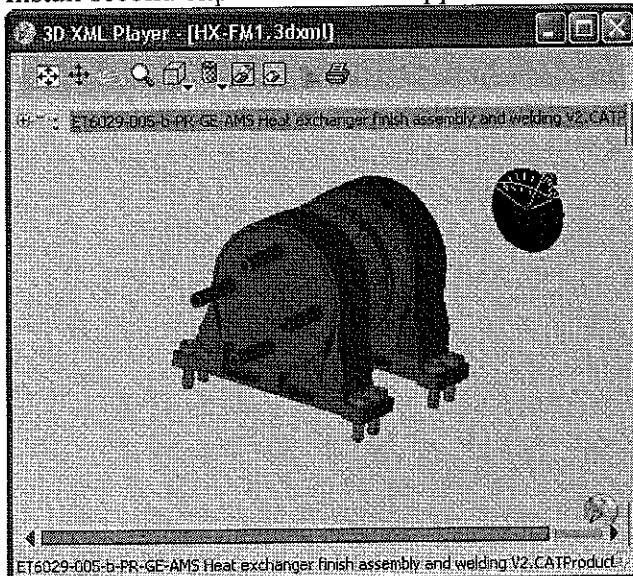 3D XML Player - [HX-FM1.3dxml]
ET6029-005-b-PR-GE-AMS Heat exchanger finish assembly and welding V2.CATP
ET6029-005-b-PR-GE-AMS Heat exchanger finish assembly and welding V2.CATProduct